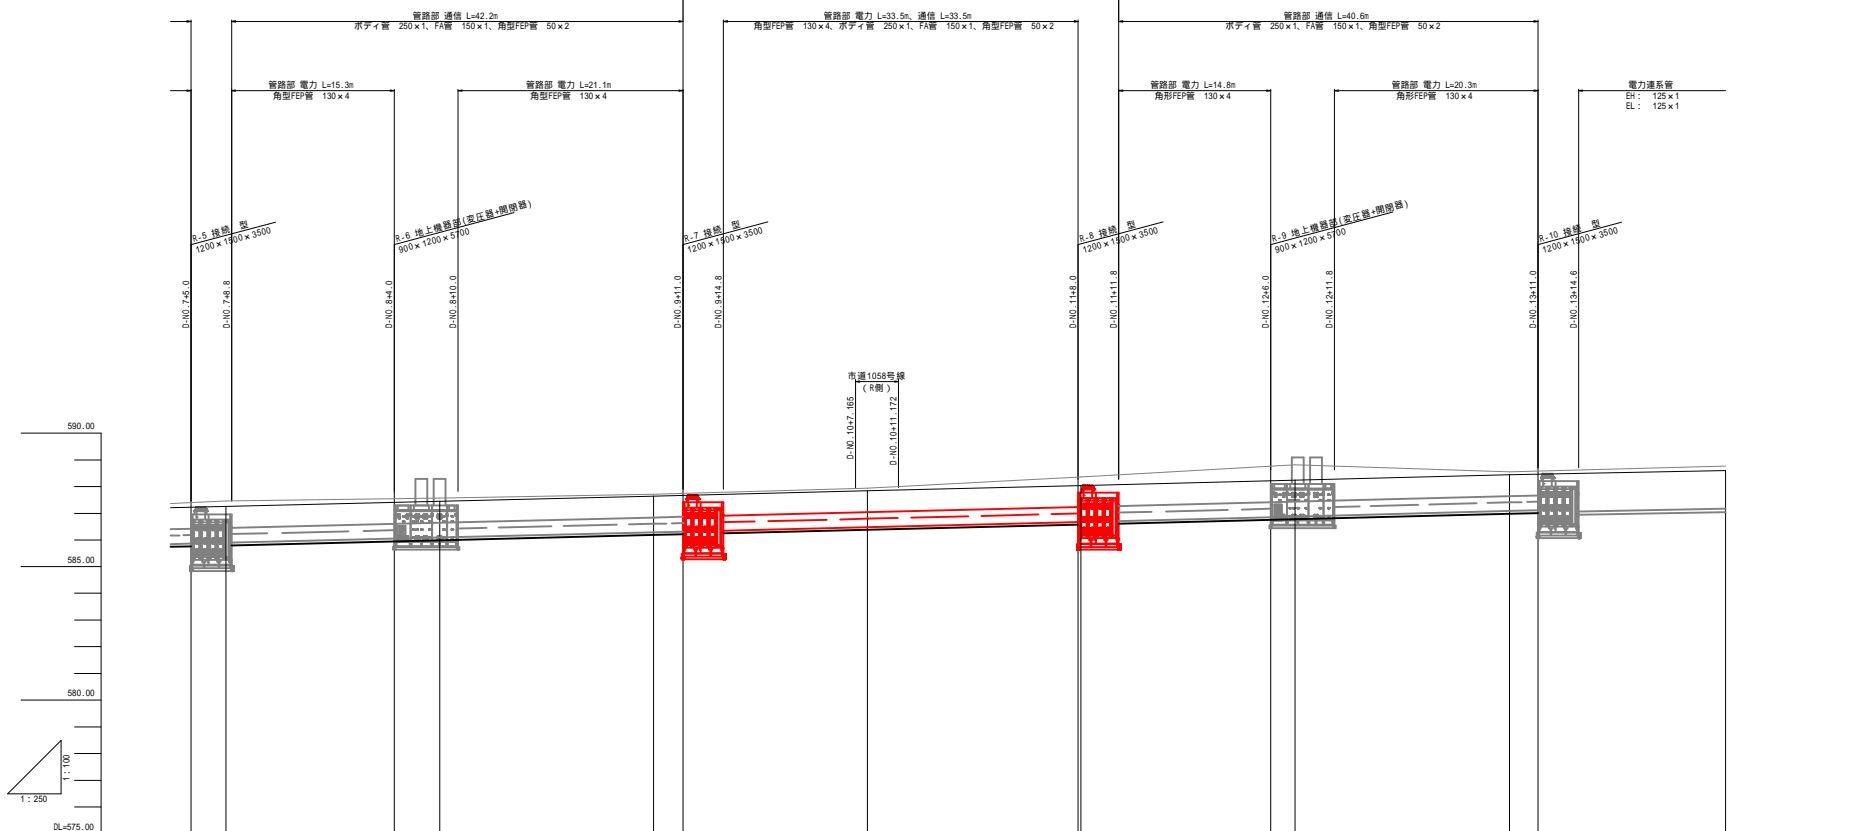 管路部 通信 L=42.2m
ボディ管 250×1、FA管 150×1、角型FEP管 50×2
管路部 電力 L=33.5m、通信 L=33.5m
角型FEP管 130×4、ボディ管 250×1、FA管 150×1、角型FEP管 50×2
管路部 通信 L=40.6m
ボディ管 250×1、FA管 150×1、角型FEP管 50×2
管路部 電力 L=15.3m
角型FEP管 130×4
管路部 電力 L=21.1m
角型FEP管 130×4
管路部 電力 L=14.8m
角形FEP管 130×4
管路部 電力 L=20.3m
角形FEP管 130×4
電力連系管
EH： 125×1
EL： 125×1
R-5 接続 型
1200×1500×3500
R-6 地上機器部(変圧器+開閉器)
900×1200×5700
R-7 接続 型
1200×1500×3500
R-8 接続 型
1200×1500×3500
R-9 地上機器部(変圧器+開閉器)
900×1200×5700
R-10 接続 型
1200×1500×3500
D-NO.7+5.0
D-NO.7+8.8
D-NO.8+4.0
D-NO.8+10.0
D-NO.9+11.0
D-NO.9+14.8
D-NO.11+8.0
D-NO.11+11.8
D-NO.12+6.0
D-NO.12+11.8
D-NO.13+11.0
D-NO.13+14.6
市道1058号線
（R側）
D-NO.10+7.165
D-NO.10+11.172
590.00
585.00
580.00
1：100
1：250
DL=575.00